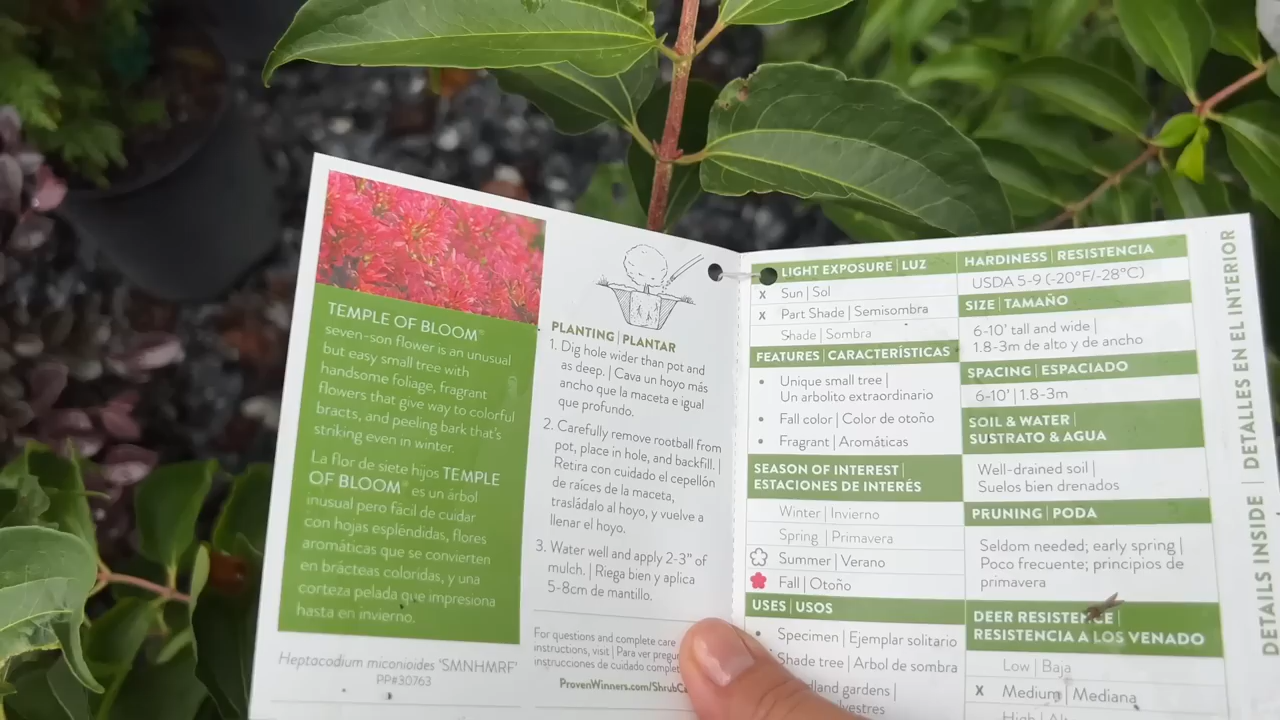 TEMPLE OF BLOOM®
seven-son flower is an unusual
but easy small tree with
handsome foliage, fragrant
flowers that give way to colorful
bracts, and peeling bark that's
striking even in winter.
La flor de siete hijos TEMPLE
OF BLOOM® es un árbol
inusual pero fácil de cuidar
con hojas espléndidas, flores
aromáticas que se convierten
en brácteas coloridas, y una
corteza pelada que impresiona
hasta en invierno.
Heptacodium miconioides 'SMNHMRF'
PP#30763
PLANTING | PLANTAR
1. Dig hole wider than pot and
as deep. | Cava un hoyo más
ancho que la maceta e igual
que profundo.
2. Carefully remove rootball from
pot, place in hole, and backfill. |
Retira con cuidado el cepellón
de raíces de la maceta,
trasládalo al hoyo, y vuelve a
llenar el hoyo.
3. Water well and apply 2-3" of
mulch. | Riega bien y aplica
5-8cm de mantillo.
For questions and complete care
instructions, visit | Para ver
instrucciones de cuidado
ProvenWinners.com/
LIGHT EXPOSURE | LUZ
X Sun | Sol
X Part Shade | Semisombra
Shade | Sombra
FEATURES | CARACTERÍSTICAS
• Unique small tree |
Un arbolito extraordinario
• Fall color | Color de otoño
• Fragrant | Aromáticas
SEASON OF INTEREST |
ESTACIONES DE INTERÉS
Winter | Invierno
Spring | Primavera
Summer | Verano
Fall | Otoño
USES | USOS
• Specimen | Ejemplar solitario
Shade tree | Arbol de sombra
gardens |
HARDINESS | RESISTENCIA
USDA 5-9 (-20°F/-28°C)
SIZE | TAMAÑO
6-10' tall and wide |
1.8-3m de alto y de ancho
SPACING | ESPACIADO
6-10' | 1.8-3m
SOIL & WATER |
SUSTRATO & AGUA
Well-drained soil |
Suelos bien drenados
PRUNING | PODA
Seldom needed; early spring |
Poco frecuente; principios de
primavera
DEER RESISTENCE |
RESISTENCIA A LOS VENADO
Low | Baja
X Medium | Mediana
High |
DETAILS INSIDE | DETALLES EN EL INTERIOR